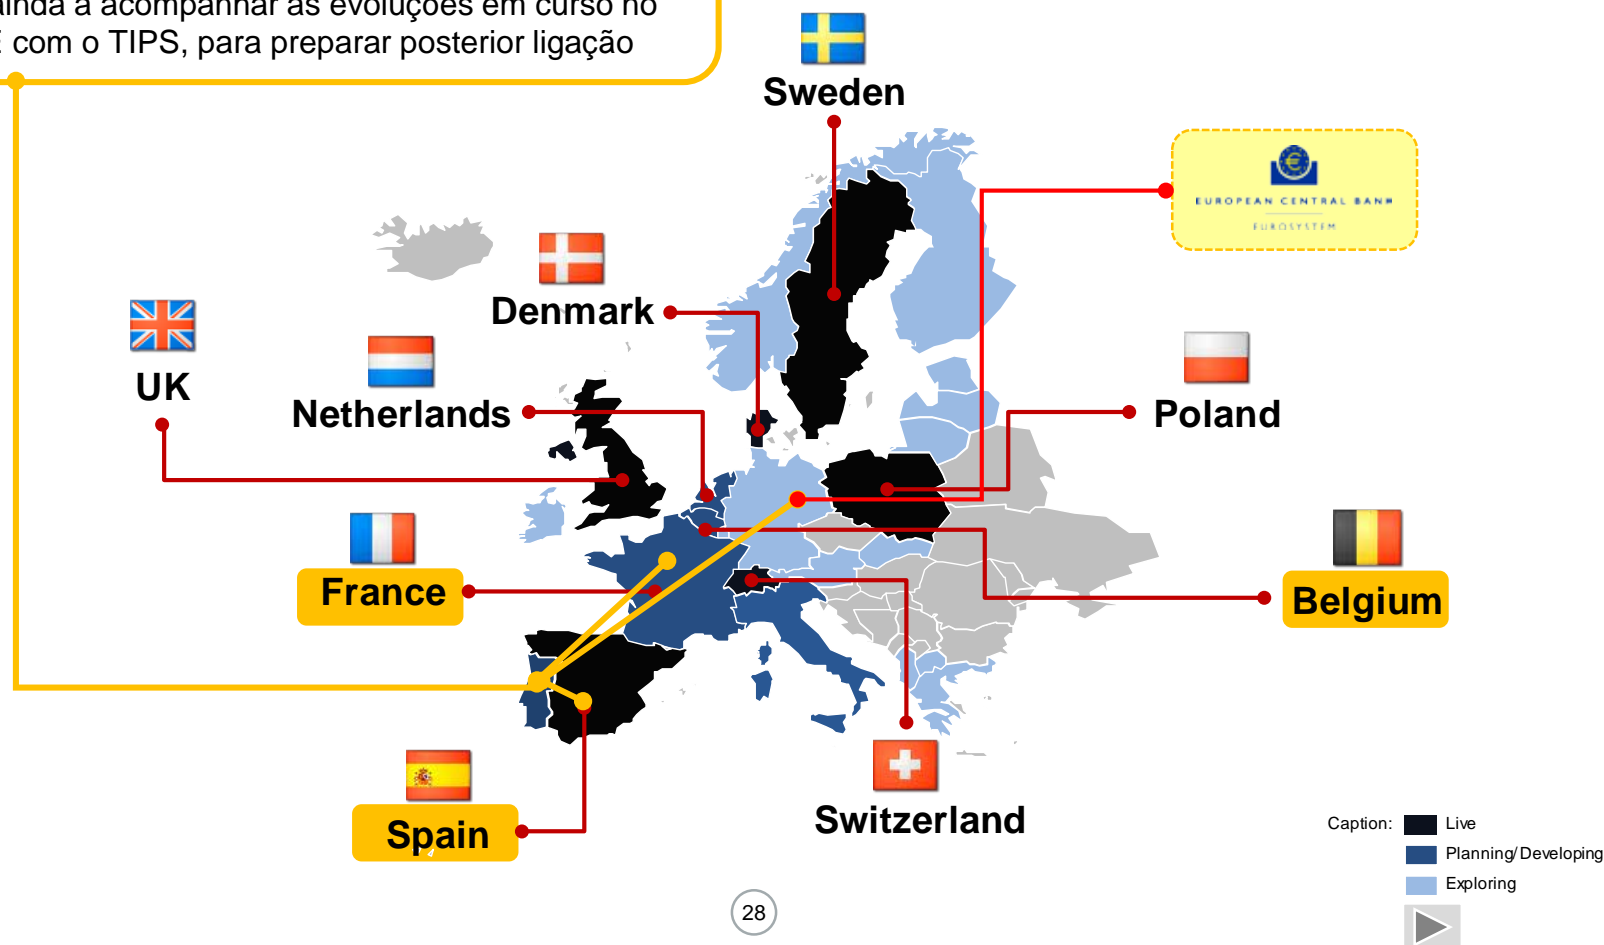 ainda a acompanhar as evoluções em curso no
com o TIPS, para preparar posterior ligação
Sweden
EUROPEAN CENTRAL BANK
EUROSYSTEM
Denmark
UK
Netherlands
Poland
France
Belgium
Spain
Switzerland
Caption:
Live
Planning/Developing
Exploring
28